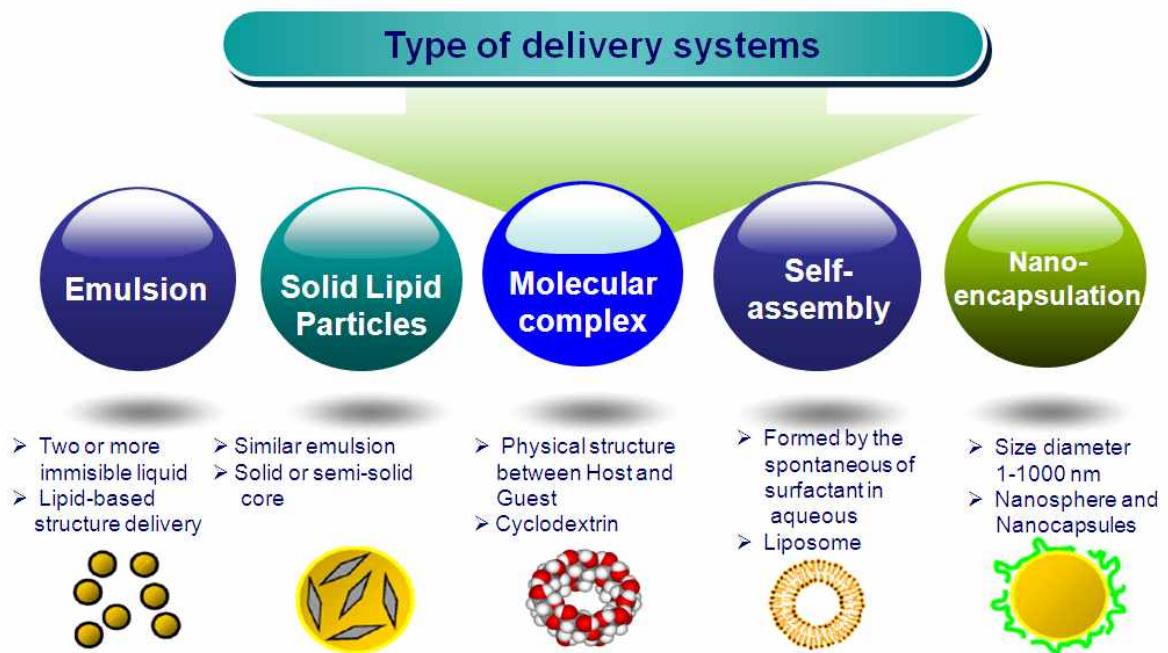 Type of delivery systems
Emulsion
Solid Lipid
Particles
Molecular
complex
Self-
assembly
Nano-
encapsulation
➢ Two or more
immisible liquid
➢ Lipid-based
structure delivery
➢ Similar emulsion
➢ Solid or semi-solid
core
➢ Physical structure
between Host and
Guest
➢ Cyclodextrin
➢ Formed by the
spontaneous of
surfactant in
aqueous
➢ Liposome
➢ Size diameter
1-1000 nm
➢ Nanosphere and
Nanocapsules